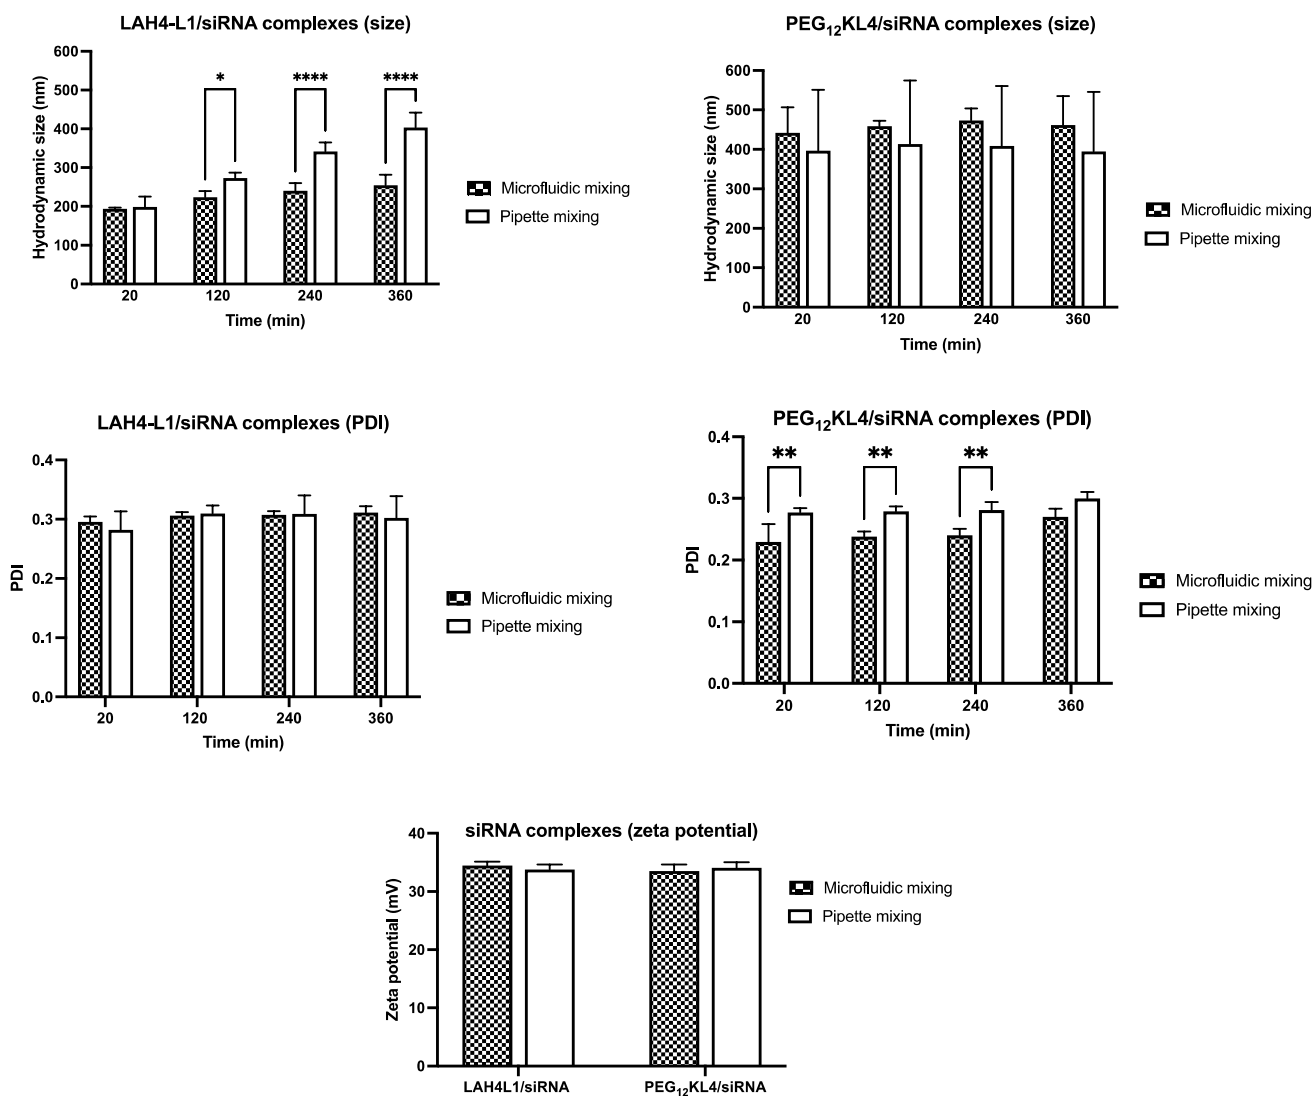 LAH4-L1/siRNA complexes (size)
600
500
400
300
200
100
0
Hydrodynamic size (nm)
*
****
****
20 120 240 360
Time (min)
Microfluidic mixing
Pipette mixing
PEG₁₂KL4/siRNA complexes (size)
600
500
400
300
200
100
0
Hydrodynamic size (nm)
20 120 240 360
Time (min)
Microfluidic mixing
Pipette mixing
LAH4-L1/siRNA complexes (PDI)
0.4
0.3
0.2
0.1
0.0
PDI
20 120 240 360
Time (min)
Microfluidic mixing
Pipette mixing
PEG₁₂KL4/siRNA complexes (PDI)
0.4
0.3
0.2
0.1
0.0
PDI
**
**
**
20 120 240 360
Time (min)
Microfluidic mixing
Pipette mixing
siRNA complexes (zeta potential)
40
30
20
10
0
Zeta potential (mV)
LAH4L1/siRNA PEG₁₂KL4/siRNA
Microfluidic mixing
Pipette mixing